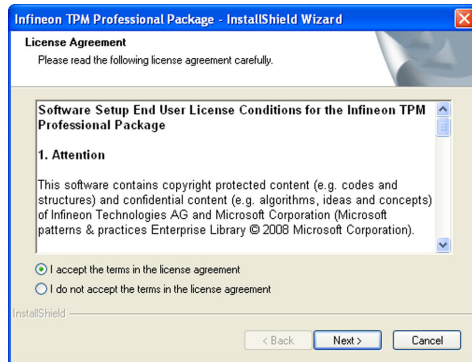 Infineon TPM Professional Package - InstallShield Wizard
License Agreement
Please read the following license agreement carefully.
Software Setup End User License Conditions for the Infineon TPM
Professional Package
1. Attention
This software contains copyright protected content (e.g. codes and
structures) and confidential content (e.g. algorithms, ideas and concepts)
of Infineon Technologies AG and Microsoft Corporation (Microsoft
patterns & practices Enterprise Library © 2008 Microsoft Corporation).
I accept the terms in the license agreement
I do not accept the terms in the license agreement
InstallShield
< Back Next > Cancel